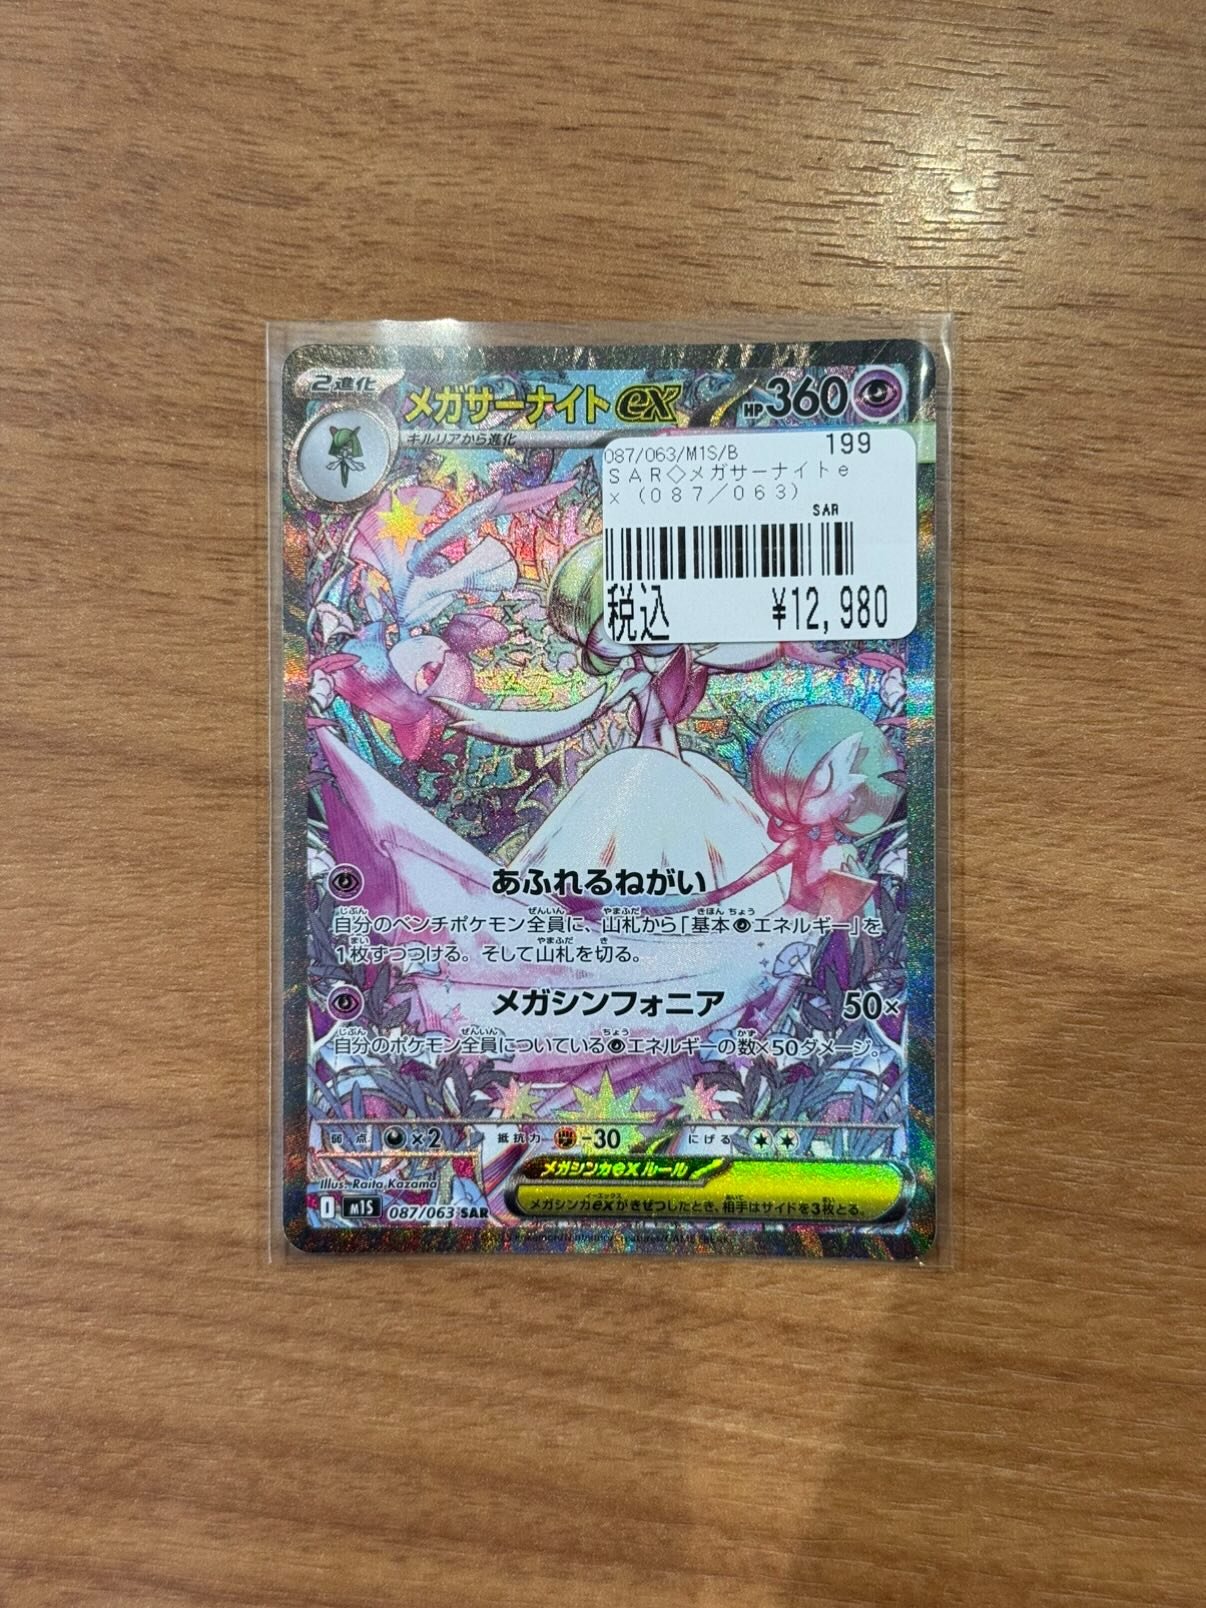 2進化
メガサーナイトex
HP360
キルリアから進化
087/063/M1S/B 199
SAR◇メガサーナイトe
x(087/063)
SAR
税込 ¥12,980
あふれるねがい
自分のベンチポケモン全員に、山札から「基本エネルギー」を
1枚ずつつける。そして山札を切る。
メガシンフォニア 50×
自分のポケモン全員についているエネルギーの数×50ダメージ。
弱点 ×2 抵抗力 -30 にげる
メガシンカexルール
メガシンカexがきぜつしたとき、相手はサイドを3枚とる。
Illus. Raita Kazama
I M1S 087/063 SAR